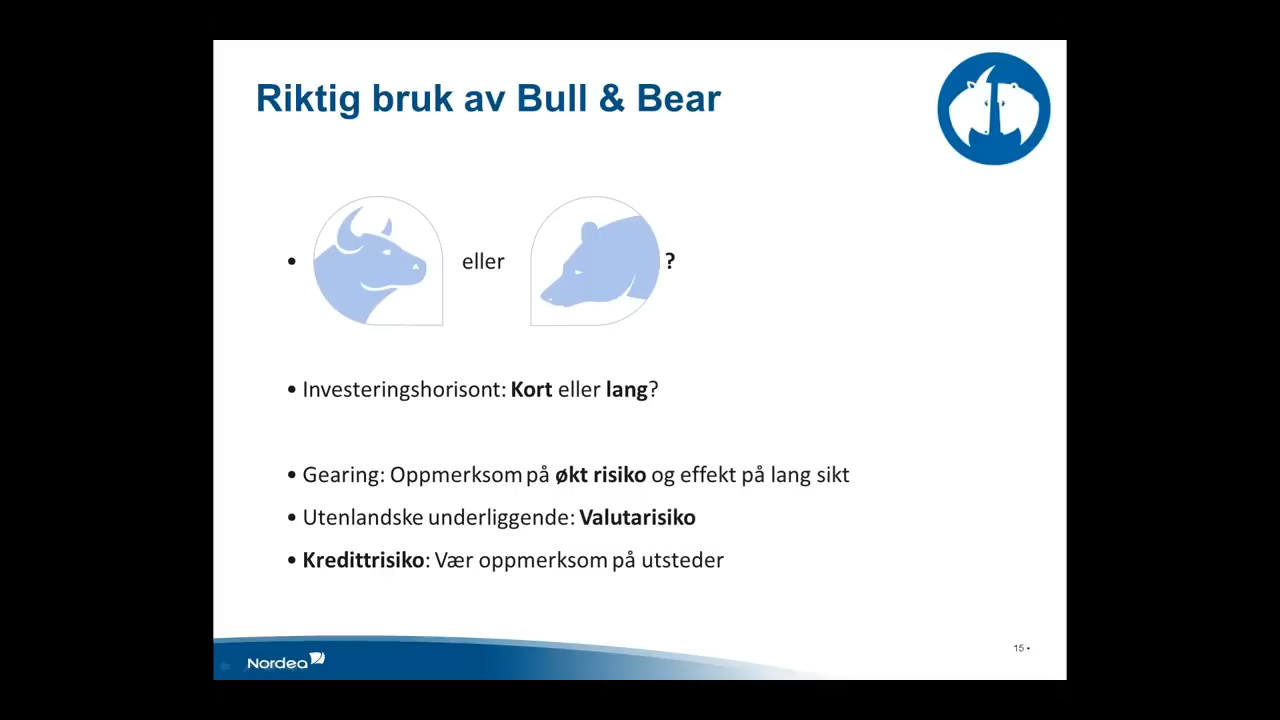 Riktig bruk av Bull & Bear
• eller ?
• Investeringshorisont: Kort eller lang?
• Gearing: Oppmerksom på økt risiko og effekt på lang sikt
• Utenlandske underliggende: Valutarisiko
• Kredittrisiko: Vær oppmerksom på utsteder
Nordea
15 •